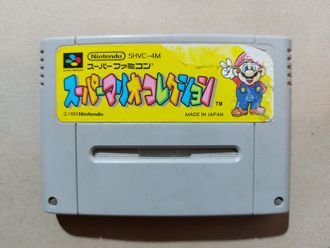 Nintendo SHVC-4M
スーパーファミコン
スーパーマリオコレクション
TM
©1993 Nintendo MADE IN JAPAN